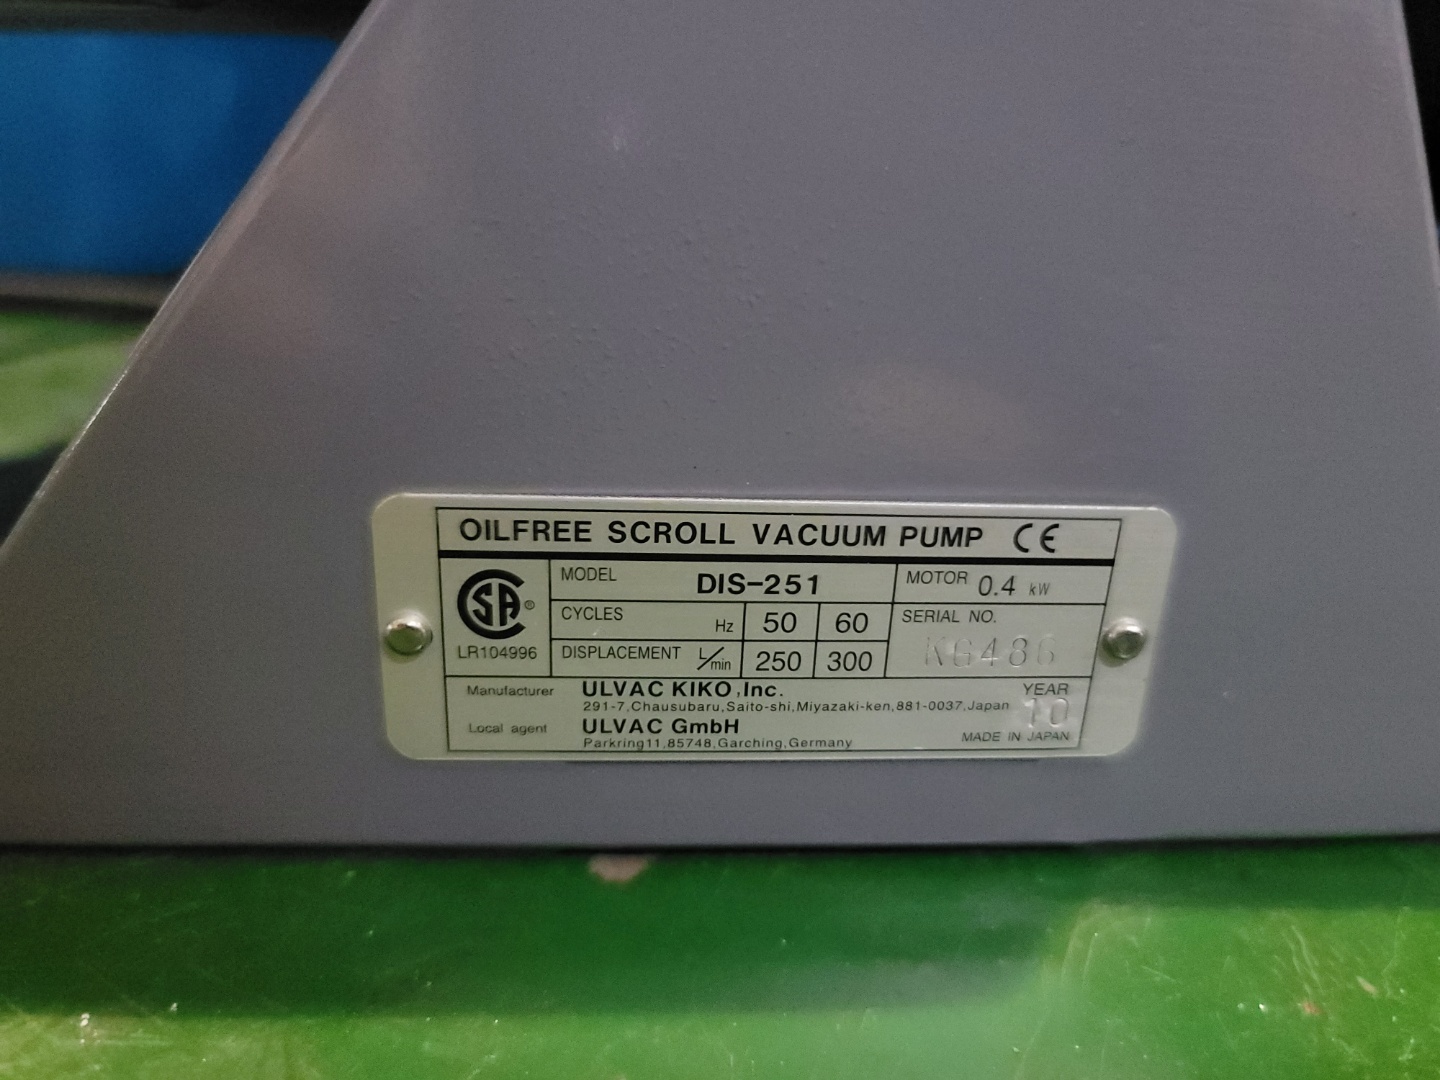 OILFREE SCROLL VACUUM PUMP CE
CSA ®
LR104996
MODEL DIS-251
MOTOR 0.4 kW
CYCLES Hz 50 60
SERIAL NO.
KG486
DISPLACEMENT L/min 250 300
Manufacturer ULVAC KIKO,Inc.
291-7,Chausubaru,Saito-shi,Miyazaki-ken,881-0037,Japan
YEAR
10
Local agent ULVAC GmbH
Parkring11,85748,Garching,Germany
MADE IN JAPAN